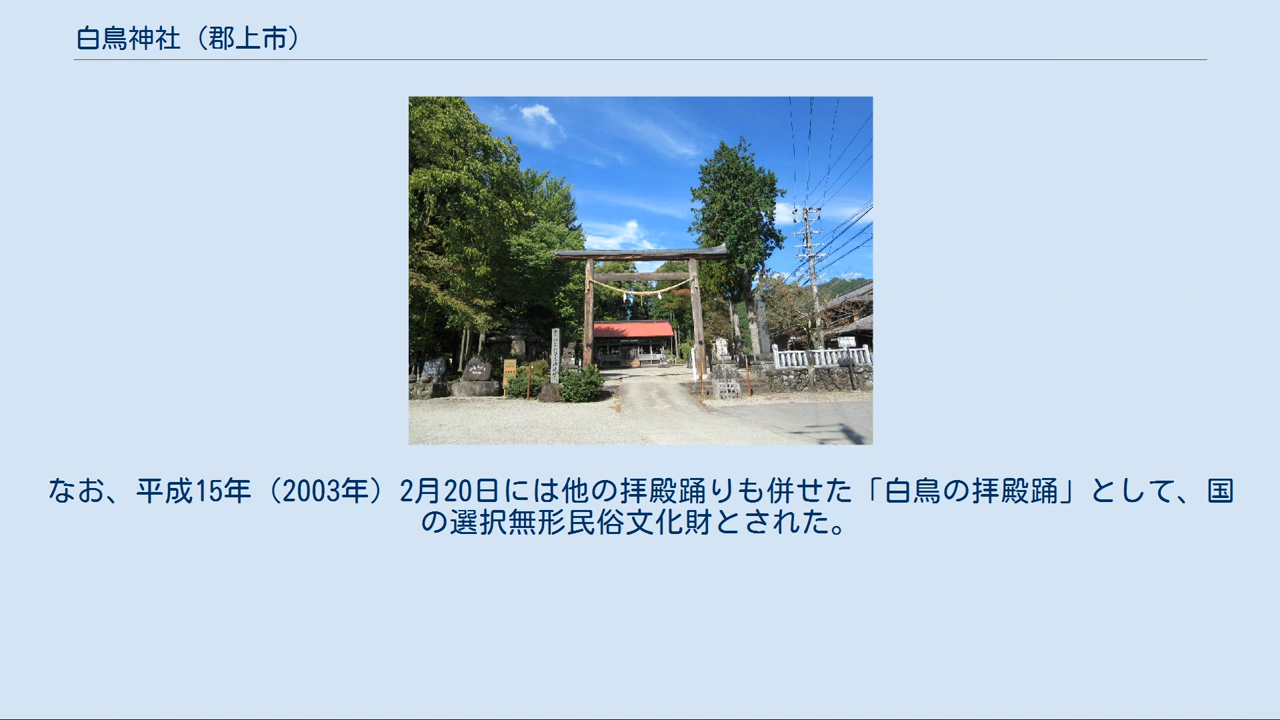 白鳥神社（郡上市）
なお、平成15年（2003年）2月20日には他の拝殿踊りも併せた「白鳥の拝殿踊」として、国
の選択無形民俗文化財とされた。